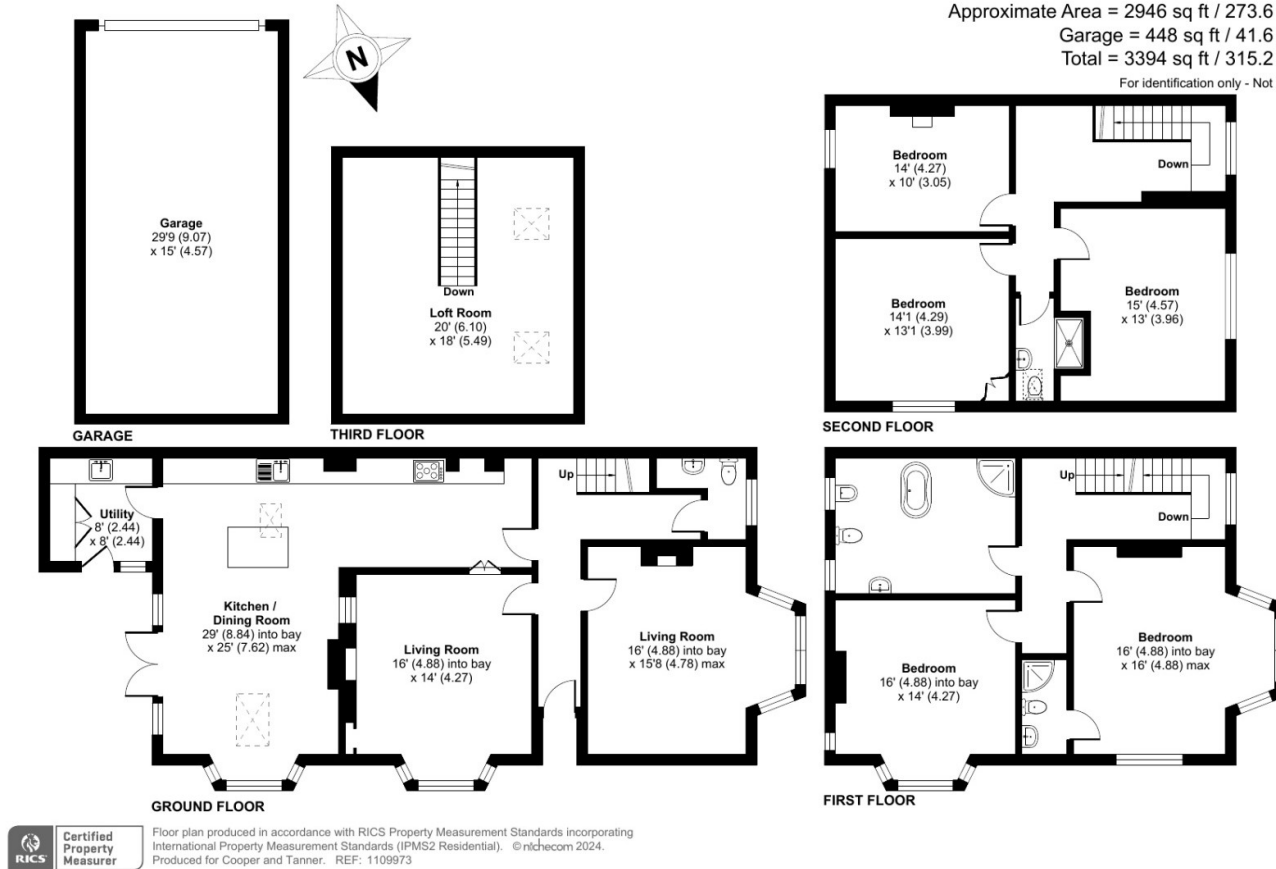 Approximate Area = 2946 sq ft / 273.6
Garage = 448 sq ft / 41.6
Total = 3394 sq ft / 315.2
For identification only - Not
N
Garage
29'9 (9.07)
x 15' (4.57)
GARAGE
Down
Loft Room
20' (6.10)
x 18' (5.49)
THIRD FLOOR
Bedroom
14' (4.27)
x 10' (3.05)
Down
Bedroom
14'1 (4.29)
x 13'1 (3.99)
Bedroom
15' (4.57)
x 13' (3.96)
SECOND FLOOR
Utility
8' (2.44)
x 8' (2.44)
Up
Kitchen /
Dining Room
29' (8.84) into bay
x 25' (7.62) max
Living Room
16' (4.88) into bay
x 14' (4.27)
Living Room
16' (4.88) into bay
x 15'8 (4.78) max
GROUND FLOOR
Up
Down
Bedroom
16' (4.88) into bay
x 14' (4.27)
Bedroom
16' (4.88) into bay
x 16' (4.88) max
FIRST FLOOR
RICS
Certified
Property
Measurer
Floor plan produced in accordance with RICS Property Measurement Standards incorporating
International Property Measurement Standards (IPMS2 Residential). © nichecom 2024.
Produced for Cooper and Tanner. REF: 1109973